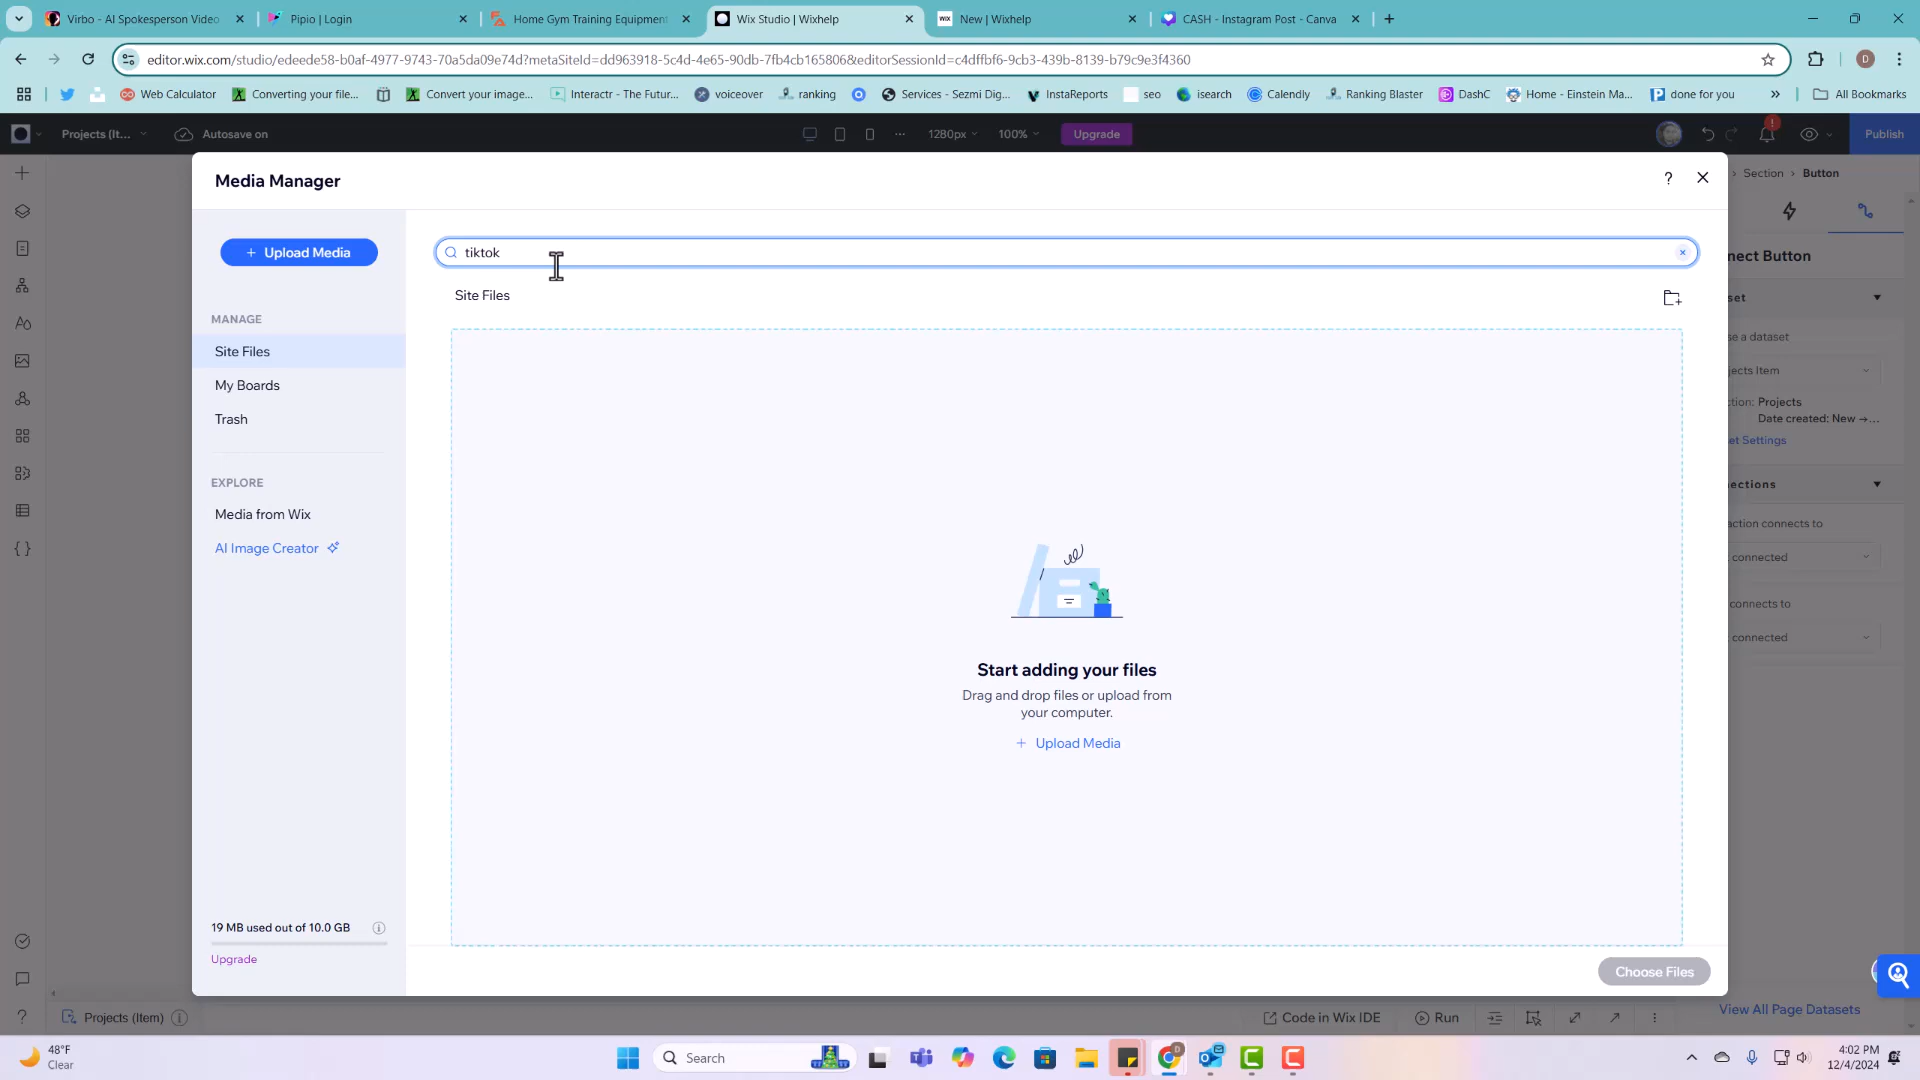 Virbo - AI Spokesperson Video
Pipio | Login
Home Gym Training Equipment
Wix Studio | Wixhelp
WIX New | Wixhelp
CASH - Instagram Post - Canva
editor.wix.com/studio/edeede58-b0af-4977-9743-70a5da09e74d?metaSiteId=dd963918-5c4d-4e65-90db-7fb4cb165806&editorSessionId=c4dffbf6-9cb3-439b-8139-b79c9e3f4360
D
Web Calculator
Converting your file...
Convert your image...
Interactr - The Futur...
voiceover
ranking
Services - Sezmi Dig...
InstaReports
seo
isearch
Calendly
Ranking Blaster
DashC
Home - Einstein Ma...
done for you
All Bookmarks
Projects (It...
Autosave on
1280px
100%
Upgrade
Publish
Media Manager
?
Section > Button
+ Upload Media
tiktok
nect Button
Site Files
set
MANAGE
Site Files
My Boards
Trash
se a dataset
jects Item
ction: Projects
Date created: New →...
et Settings
EXPLORE
Media from Wix
AI Image Creator
ections
action connects to
connected
connects to
connected
Start adding your files
Drag and drop files or upload from
your computer.
+ Upload Media
19 MB used out of 10.0 GB
Upgrade
Choose Files
Projects (Item)
Code in Wix IDE
Run
View All Page Datasets
48°F
Clear
Search
4:02 PM
12/4/2024